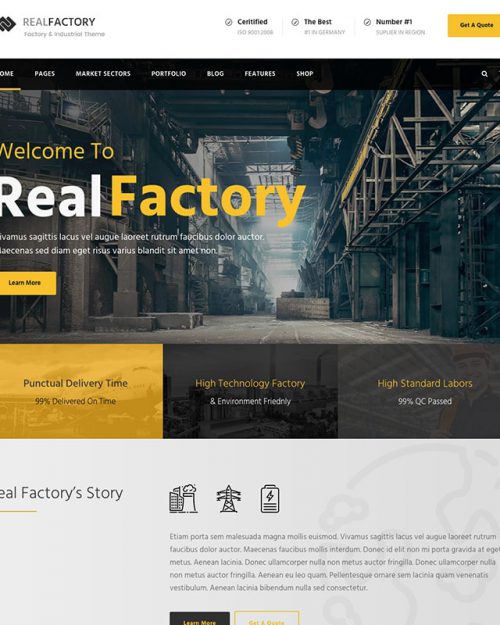 REALFACTORY
Factory & Industrial Theme
Ceritified
ISO 9001:2008
The Best
#1 IN GERMANY
Number #1
SUPLIER IN REGION
Get A Quote
OME
PAGES
MARKET SECTORS
PORTFOLIO
BLOG
FEATURES
SHOP
Welcome To
RealFactory
ivamus sagittis lacus vel augue laoreet rutrum faucibus dolor auctor.
aecenas sed diam eget risus varius blandit sit amet non.
Learn More
Punctual Delivery Time
99% Delivered On Time
High Technology Factory
& Environment Friednly
High Standard Labors
99% QC Passed
eal Factory's Story
Etiam porta sem malesuada magna mollis euismod. Vivamus sagittis lacus vel augue laoreet rutrum
faucibus dolor auctor. Maecenas faucibus mollis interdum. Donec id elit non mi porta gravida at eget
metus. Aenean lacinia. Donec ullamcorper nulla non metus auctor fringilla. Donec ullamcorper nulla
non metus auctor fringilla. Aenean eu leo quam. Pellentesque ornare sem lacinia quam venenatis
vestibulum. Aenean lacinia bibendum nulla sed consectetur.
Learn More
Get A Quote